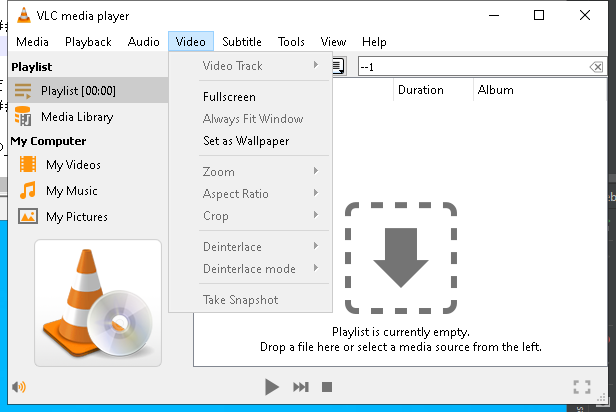 VLC media player
Media Playback Audio Video Subtitle Tools View Help
Playlist
Playlist [00:00]
Media Library
My Computer
My Videos
My Music
My Pictures
Video Track
Fullscreen
Always Fit Window
Set as Wallpaper
Zoom
Aspect Ratio
Crop
Deinterlace
Deinterlace mode
Take Snapshot
--1
Duration Album
Playlist is currently empty.
Drop a file here or select a media source from the left.